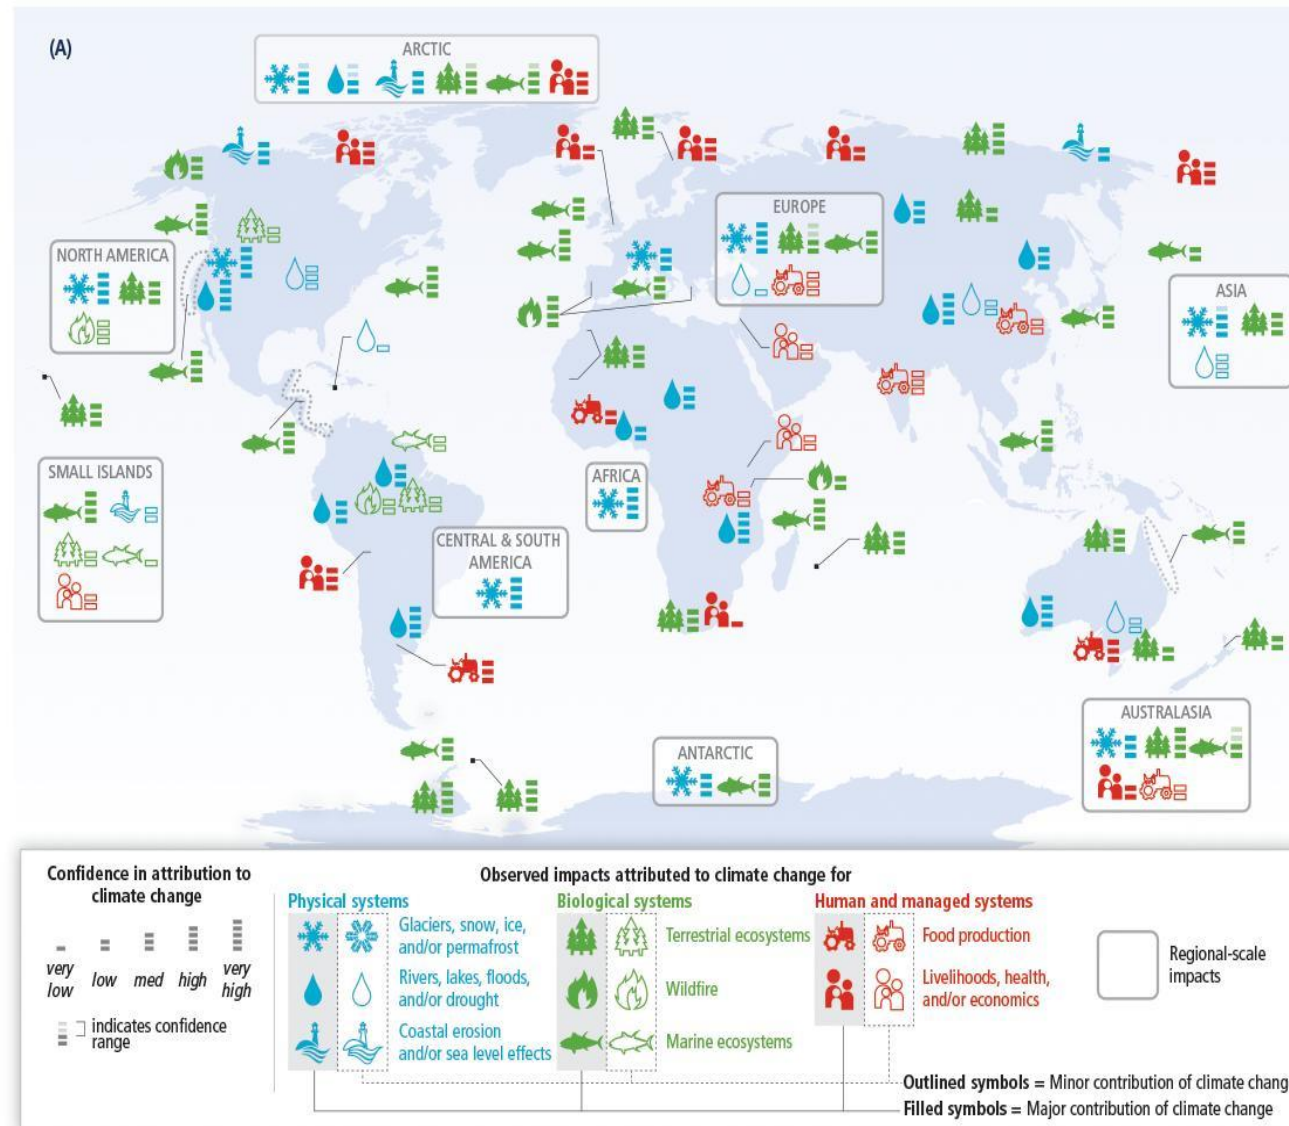 (A)
ARCTIC
EUROPE
NORTH AMERICA
ASIA
SMALL ISLANDS
AFRICA
CENTRAL & SOUTH
AMERICA
AUSTRALASIA
ANTARCTIC
Confidence in attribution to
climate change
very
low
low
med
high
very
high
indicates confidence
range
Observed impacts attributed to climate change for
Physical systems
Glaciers, snow, ice,
and/or permafrost
Rivers, lakes, floods,
and/or drought
Coastal erosion
and/or sea level effects
Biological systems
Terrestrial ecosystems
Wildfire
Marine ecosystems
Human and managed systems
Food production
Livelihoods, health,
and/or economics
Regional-scale
impacts
Outlined symbols = Minor contribution of climate chang
Filled symbols = Major contribution of climate change